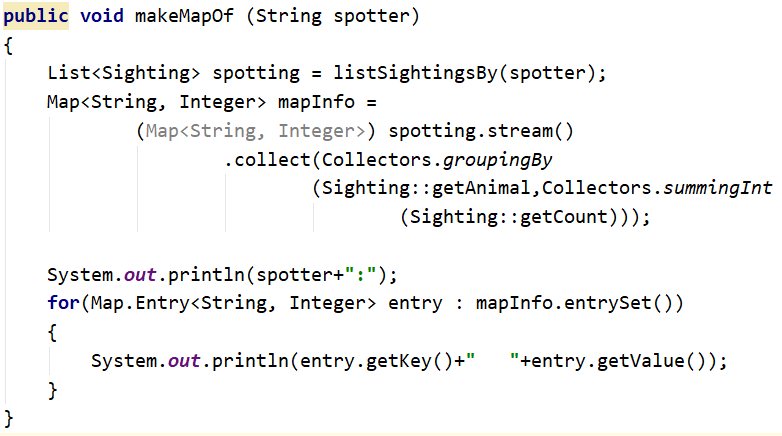 public void makeMapOf (String spotter)
{
    List<Sighting> spotting = listSightingsBy(spotter);
    Map<String, Integer> mapInfo =
            (Map<String, Integer>) spotting.stream()
                    .collect(Collectors.groupingBy
                            (Sighting::getAnimal,Collectors.summingInt
                                    (Sighting::getCount)));

    System.out.println(spotter+":");
    for(Map.Entry<String, Integer> entry : mapInfo.entrySet())
    {
        System.out.println(entry.getKey()+"   "+entry.getValue());
    }
}